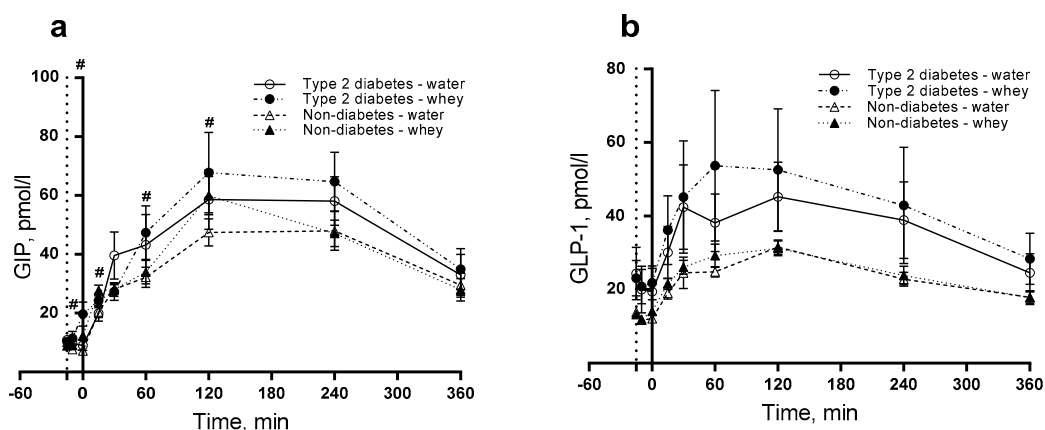 a
#
100
80
60
40
20
GIP, pmol/l
Type 2 diabetes - water
Type 2 diabetes - whey
Non-diabetes - water
Non-diabetes - whey
#
#
#
#
-60 0 60 120 180 240 300 360
Time, min
b
80
60
40
20
GLP-1, pmol/l
Type 2 diabetes - water
Type 2 diabetes - whey
Non-diabetes - water
Non-diabetes - whey
-60 0 60 120 180 240 300 360
Time, min